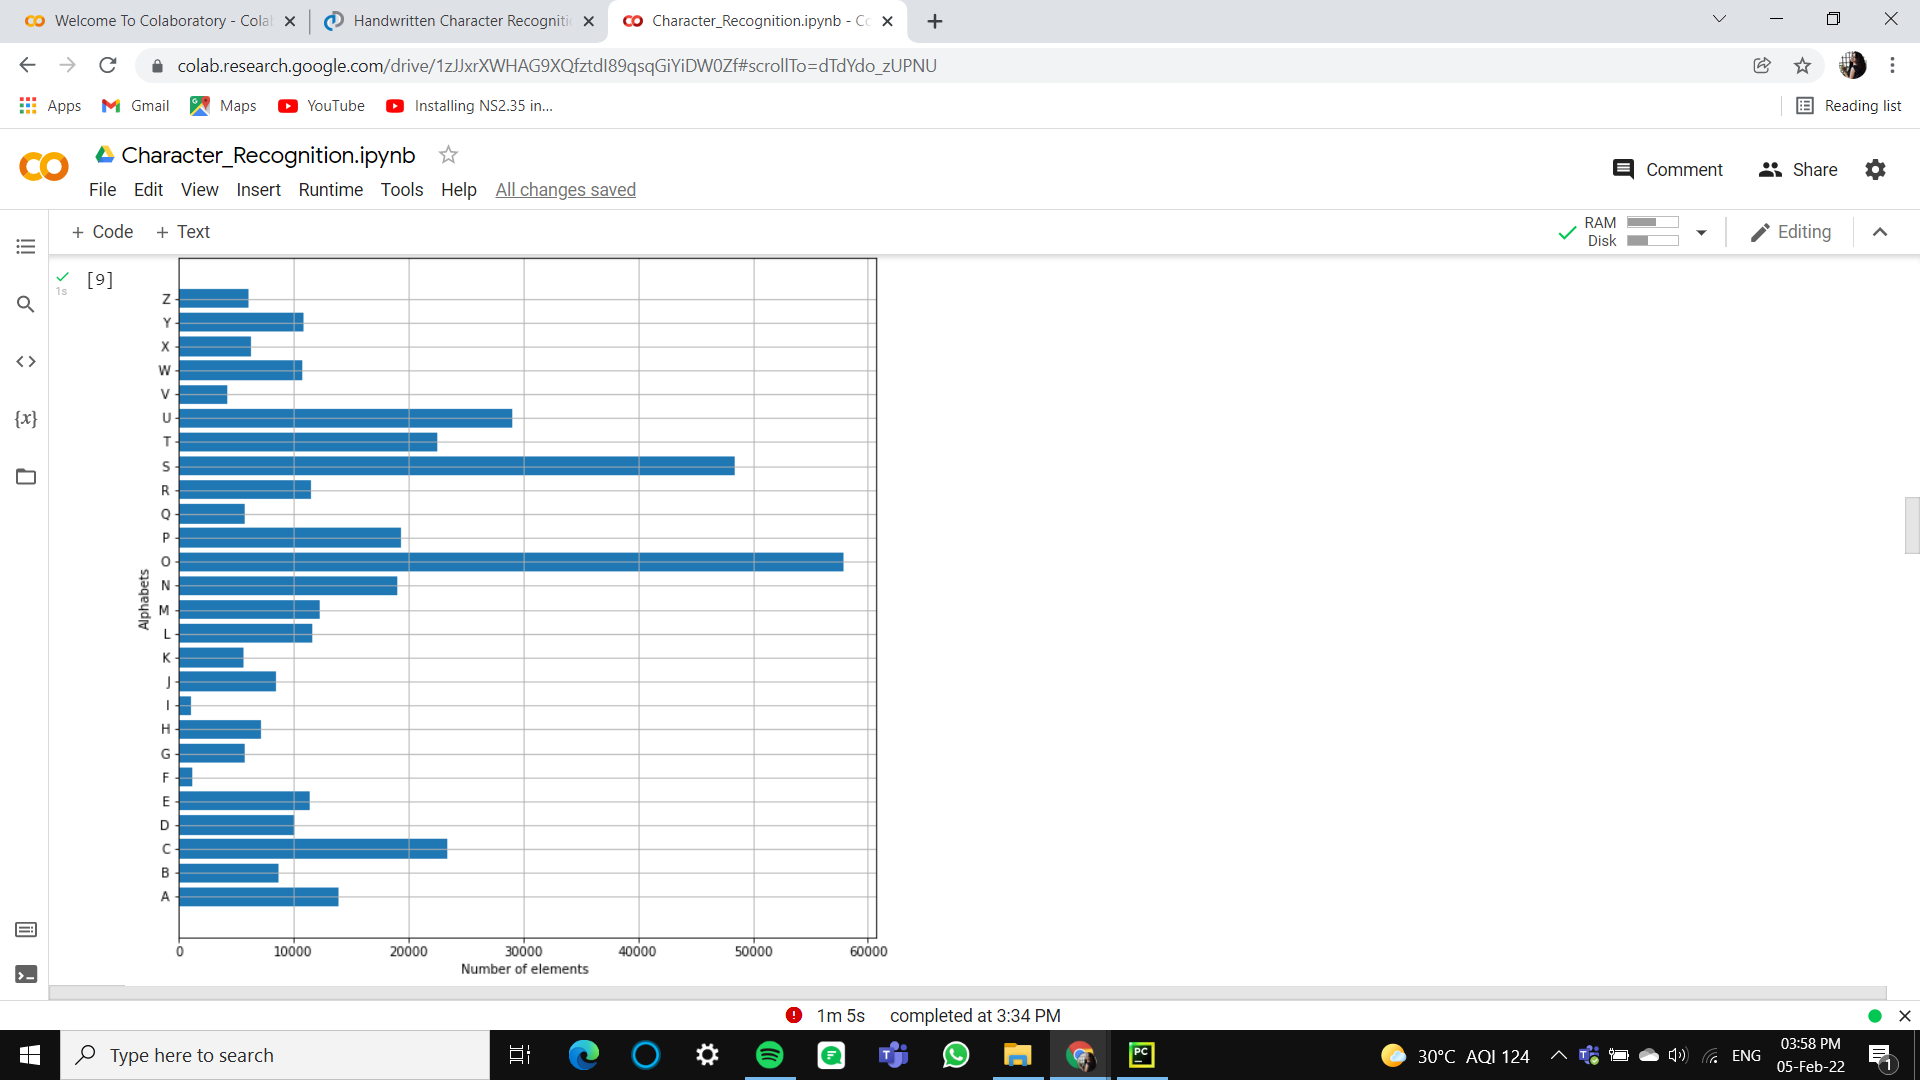 Welcome To Colaboratory - Cola
Handwritten Character Recogniti
Character_Recognition.ipynb - Co
colab.research.google.com/drive/1zJJxrXWHAG9XQfztdI89qsqGiYiDW0Zf#scrollTo=dTdYdo_zUPNU
Apps Gmail Maps YouTube Installing NS2.35 in... Reading list
Character_Recognition.ipynb
Comment Share
File Edit View Insert Runtime Tools Help All changes saved
+ Code + Text
RAM
Disk
Editing
[9]
1s
{x}
Z
Y
X
W
V
U
T
S
R
Q
P
O
N
M
L
K
J
I
H
G
F
E
D
C
B
A
Alphabets
0 10000 20000 30000 40000 50000 60000
Number of elements
1m 5s completed at 3:34 PM
Type here to search
PC
30°C AQI 124
ENG
03:58 PM
05-Feb-22
1